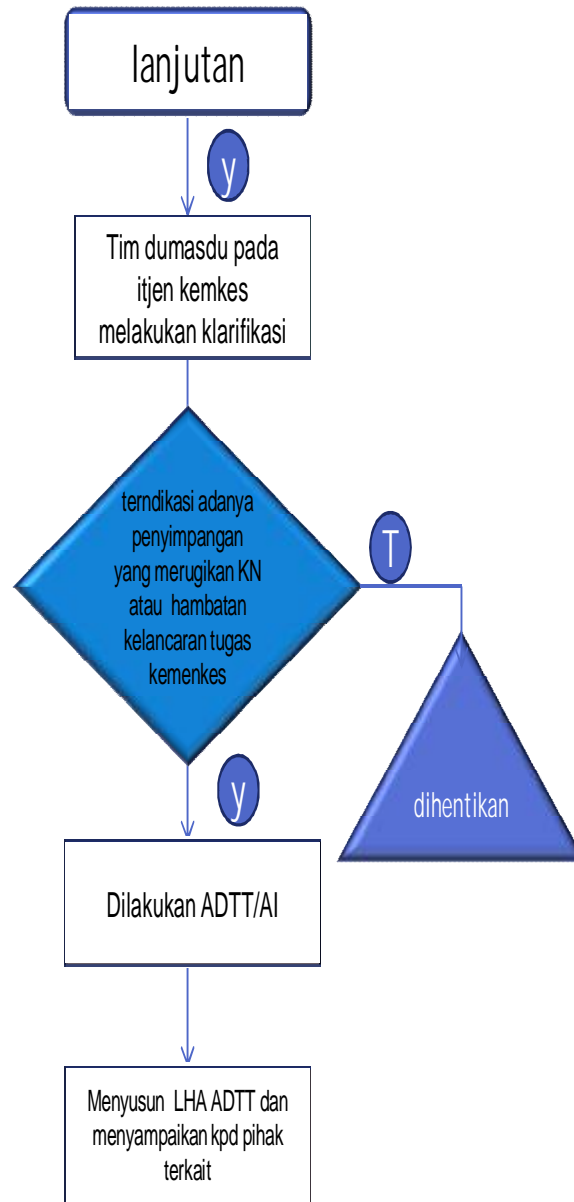 lanjutan
y
Tim dumasdu pada
itjen kemkes
melakukan klarifikasi
terndikasi adanya
penyimpangan
yang merugikan KN
atau hambatan
kelancaran tugas
kemenkes
T
dihentikan
y
Dilakukan ADTT/AI
Menyusun LHA ADTT dan
menyampaikan kpd pihak
terkait